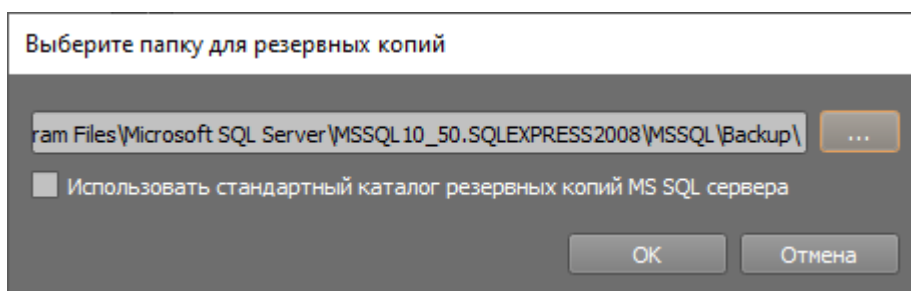 Выберите папку для резервных копий
ram Files\Microsoft SQL Server\MSSQL10_50.SQLEXPRESS2008\MSSQL\Backup\ ...
Использовать стандартный каталог резервных копий MS SQL сервера
OK Отмена